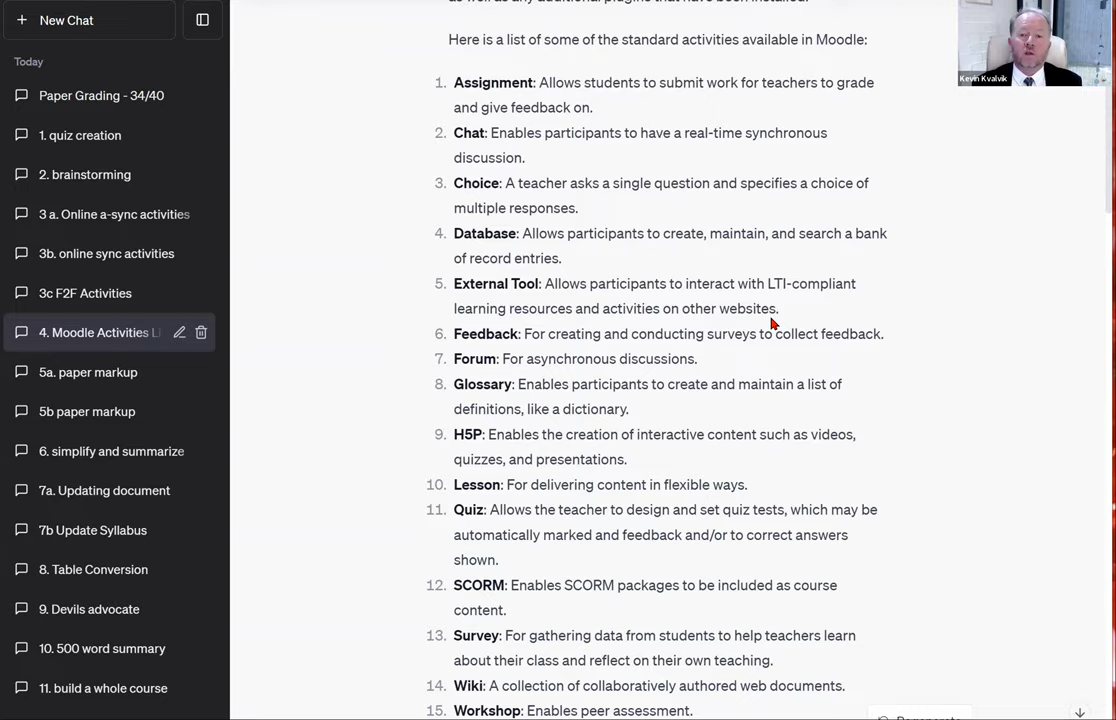 New Chat
Today
Paper Grading - 34/40
1. quiz creation
2. brainstorming
3 a. Online a-sync activities
3b. online sync activities
3c F2F Activities
4. Moodle Activities Li
5a. paper markup
5b paper markup
6. simplify and summarize
7a. Updating document
7b Update Syllabus
8. Table Conversion
9. Devils advocate
10. 500 word summary
11. build a whole course
as well as any additional plugins that have been installed.
Here is a list of some of the standard activities available in Moodle:
1. Assignment: Allows students to submit work for teachers to grade
and give feedback on.
2. Chat: Enables participants to have a real-time synchronous
discussion.
3. Choice: A teacher asks a single question and specifies a choice of
multiple responses.
4. Database: Allows participants to create, maintain, and search a bank
of record entries.
5. External Tool: Allows participants to interact with LTI-compliant
learning resources and activities on other websites.
6. Feedback: For creating and conducting surveys to collect feedback.
7. Forum: For asynchronous discussions.
8. Glossary: Enables participants to create and maintain a list of
definitions, like a dictionary.
9. H5P: Enables the creation of interactive content such as videos,
quizzes, and presentations.
10. Lesson: For delivering content in flexible ways.
11. Quiz: Allows the teacher to design and set quiz tests, which may be
automatically marked and feedback and/or to correct answers
shown.
12. SCORM: Enables SCORM packages to be included as course
content.
13. Survey: For gathering data from students to help teachers learn
about their class and reflect on their own teaching.
14. Wiki: A collection of collaboratively authored web documents.
15. Workshop: Enables peer assessment.
Regenerate
Kevin Kvalvik